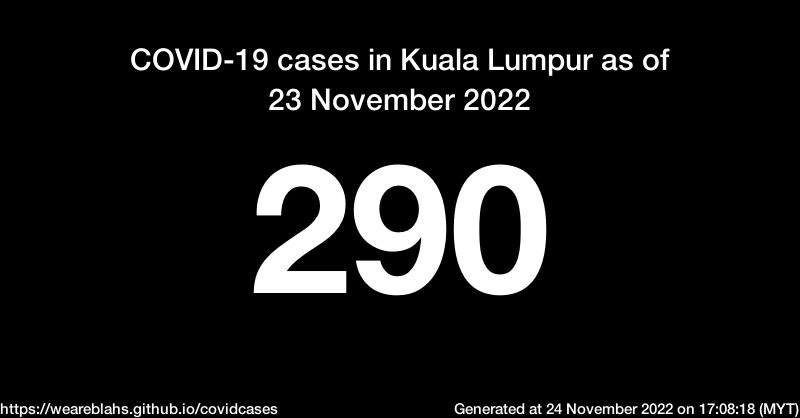 COVID-19 cases in Kuala Lumpur as of
23 November 2022
290
https://weareblahs.github.io/covidcases
Generated at 24 November 2022 on 17:08:18 (MYT)